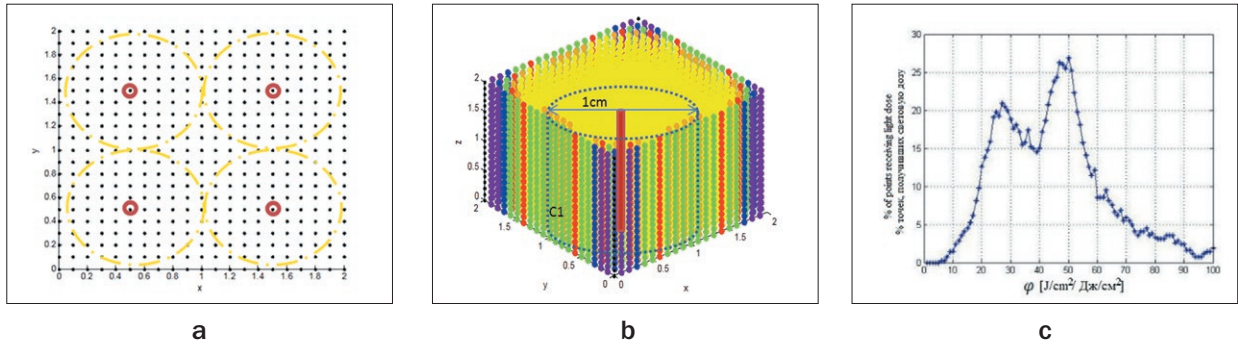 2
1.8
1.6
1.4
1.2
1
0.8
0.6
0.4
0.2
0
y
0 0.2 0.4 0.6 0.8 1 1.2 1.4 1.6 1.8 2
x
a
2
1.5
1
0.5
0
z
1cm
C1
2
1.5
1
0.5
0
y
0
0.5
1
1.5
2
x
b
30
25
20
15
10
5
0
% of points receiving light dose
% точек, получивших световую дозу
0 10 20 30 40 50 60 70 80 90 100
φ [J/cm²/ Дж/см²]
c